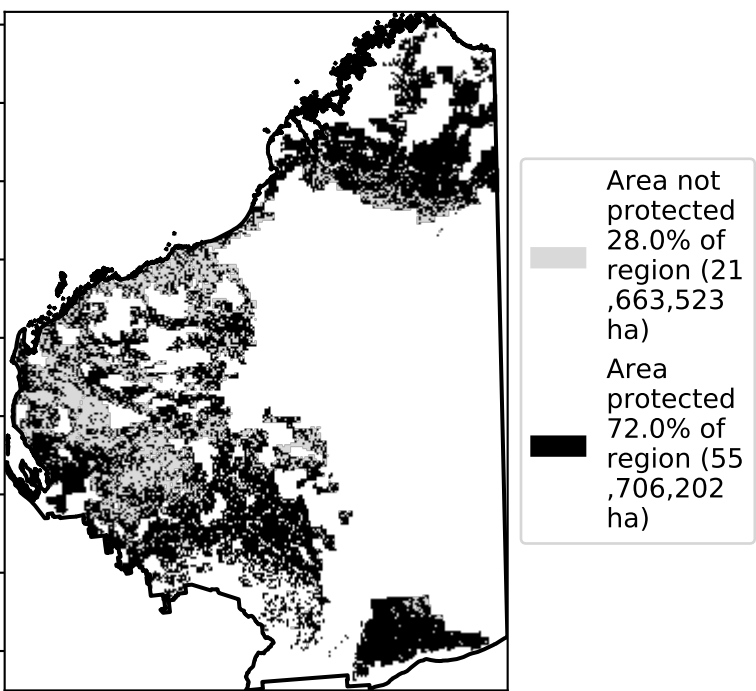 Area not
protected
28.0% of
region (21
,663,523
ha)
Area
protected
72.0% of
region (55
,706,202
ha)